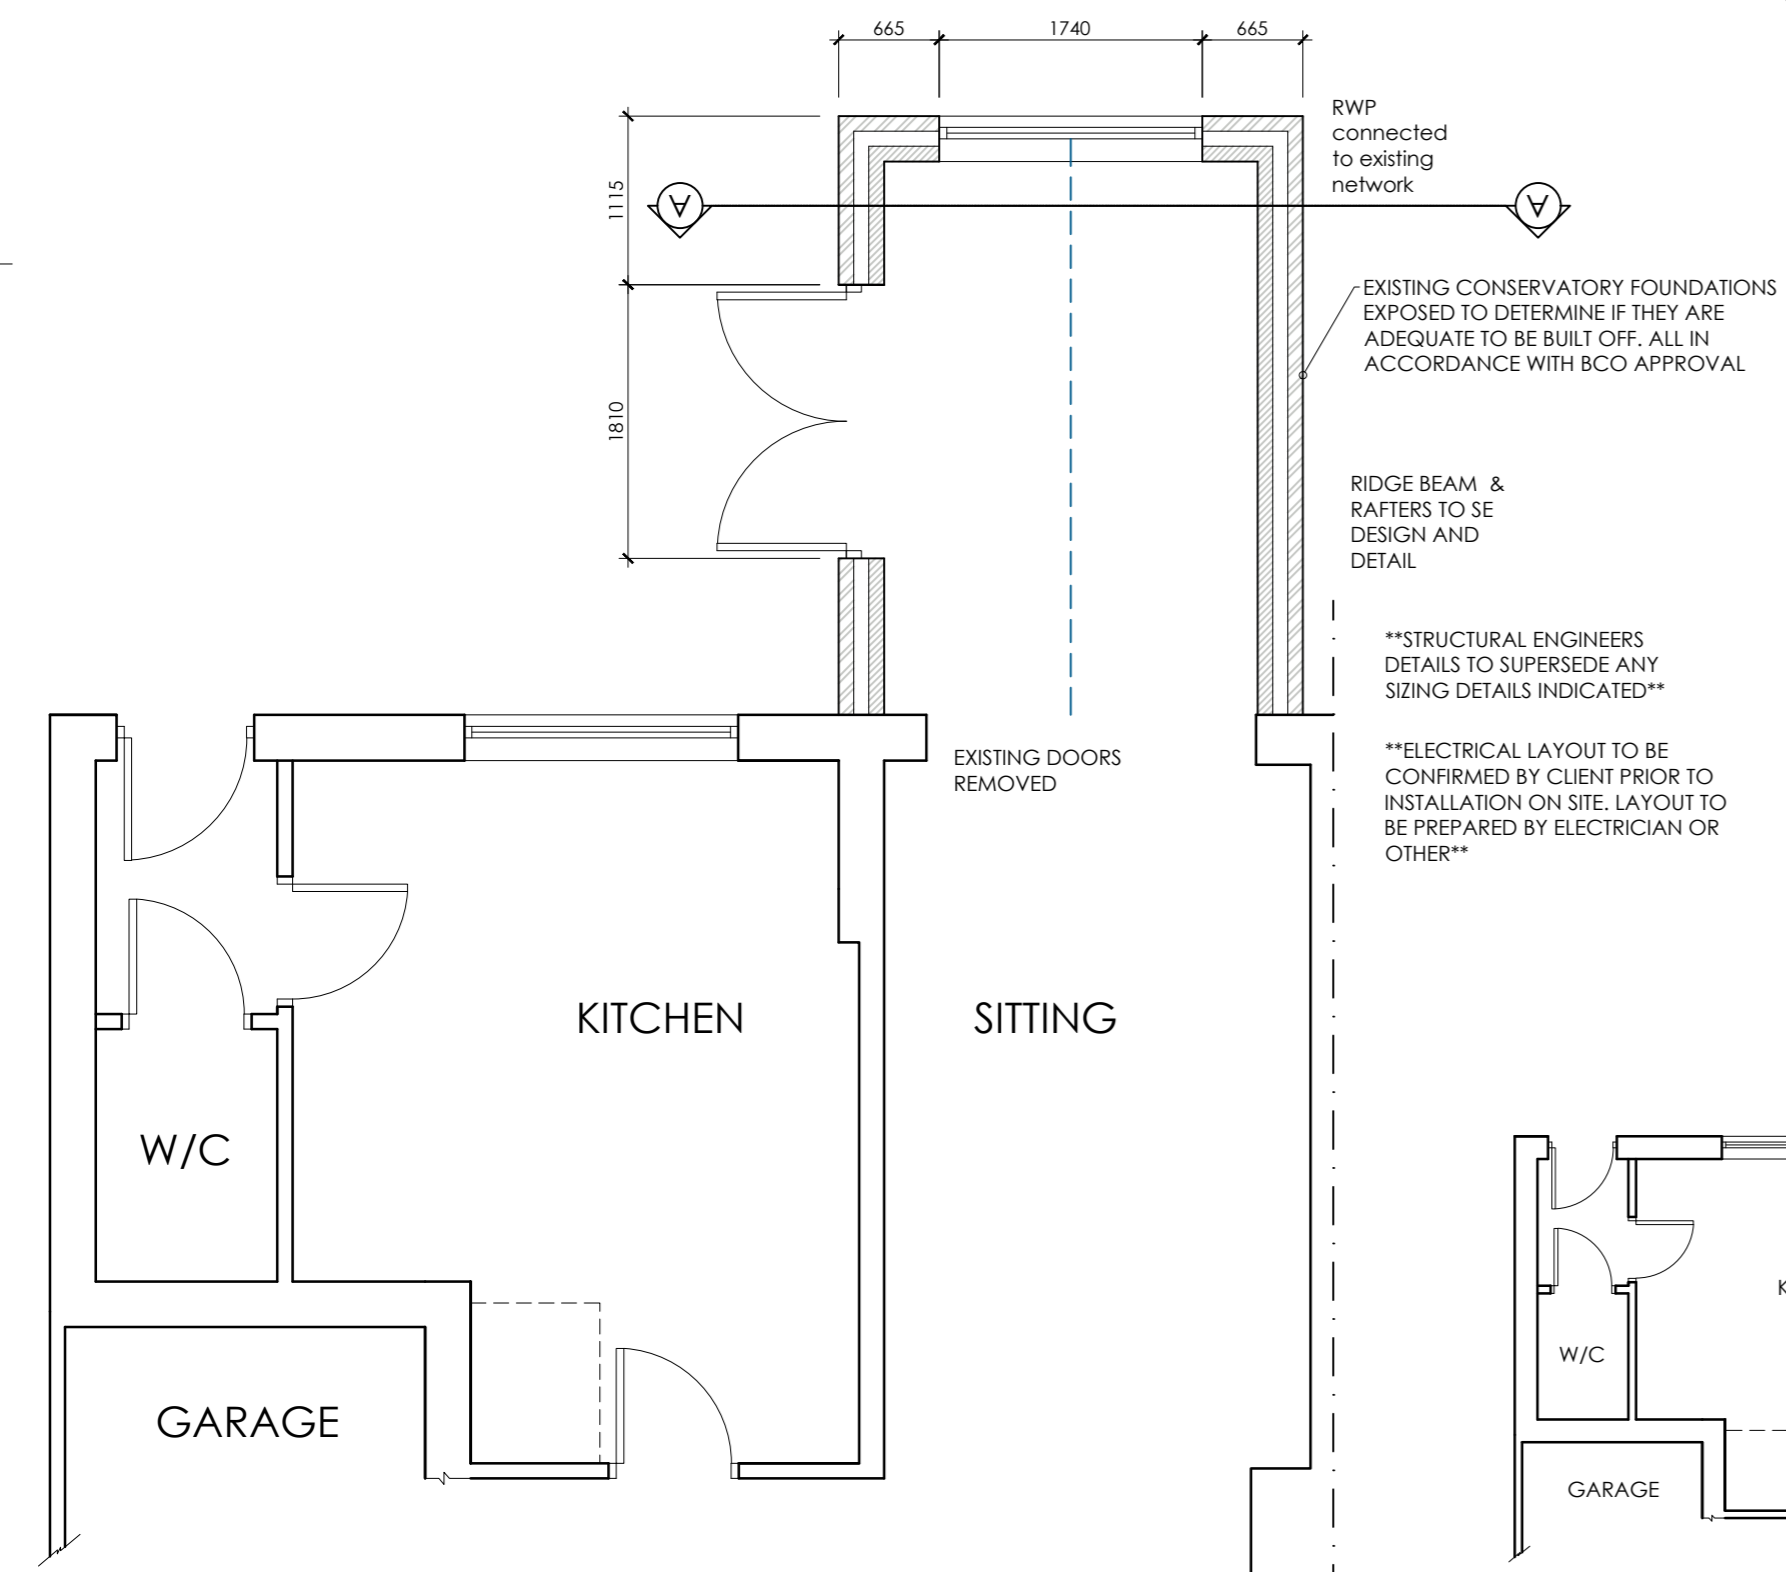 665
1740
665
RWP
connected
to existing
network
1115
A
A
EXISTING CONSERVATORY FOUNDATIONS
EXPOSED TO DETERMINE IF THEY ARE
ADEQUATE TO BE BUILT OFF. ALL IN
ACCORDANCE WITH BCO APPROVAL
1810
RIDGE BEAM &
RAFTERS TO SE
DESIGN AND
DETAIL
**STRUCTURAL ENGINEERS
DETAILS TO SUPERSEDE ANY
SIZING DETAILS INDICATED**
EXISTING DOORS
REMOVED
**ELECTRICAL LAYOUT TO BE
CONFIRMED BY CLIENT PRIOR TO
INSTALLATION ON SITE. LAYOUT TO
BE PREPARED BY ELECTRICIAN OR
OTHER**
KITCHEN
SITTING
W/C
GARAGE
K
W/C
GARAGE